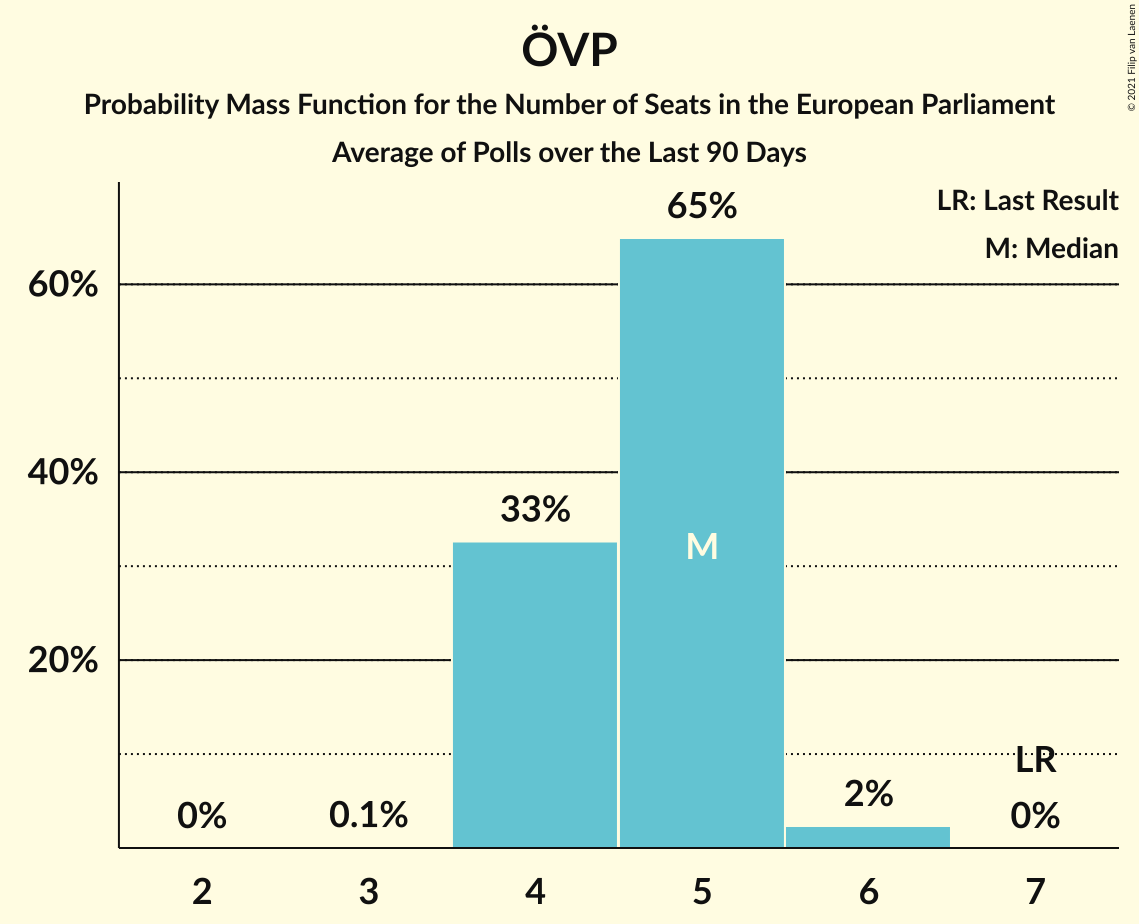 ÖVP
Probability Mass Function for the Number of Seats in the European Parliament
Average of Polls over the Last 90 Days
© 2021 Filip van Laenen
LR: Last Result
M: Median
65%
60%
40%
33%
M
20%
LR
2%
0%
0.1%
0%
2
3
4
5
6
7